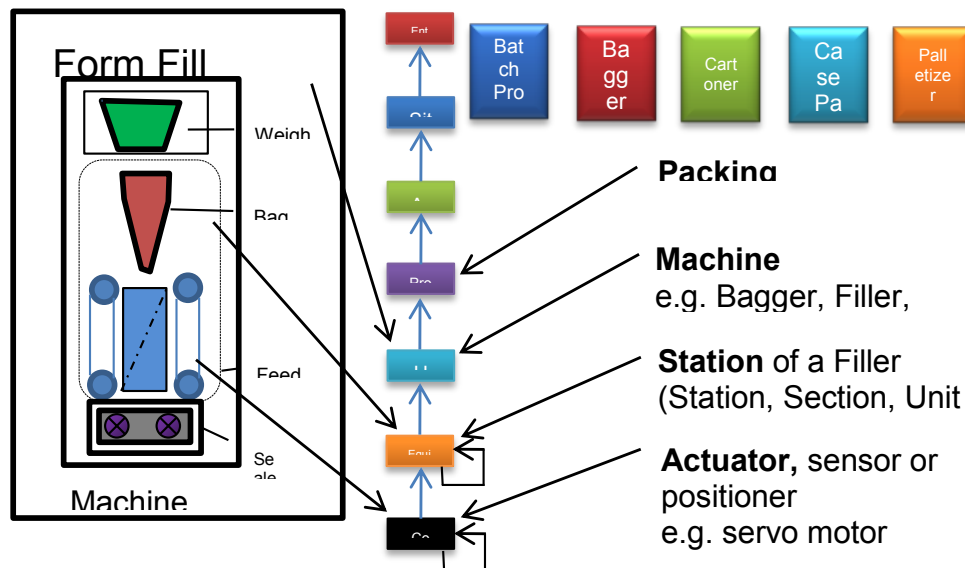 Form Fill
Weigh
Bag
Feed
Se
ale
Machine
Bat
ch
Pro
Ba
gg
er
Cart
oner
Ca
se
Pa
Pall
etize
r
Packing
Machine
e.g. Bagger, Filler,
Station of a Filler
(Station, Section, Unit
Actuator, sensor or
positioner
e.g. servo motor